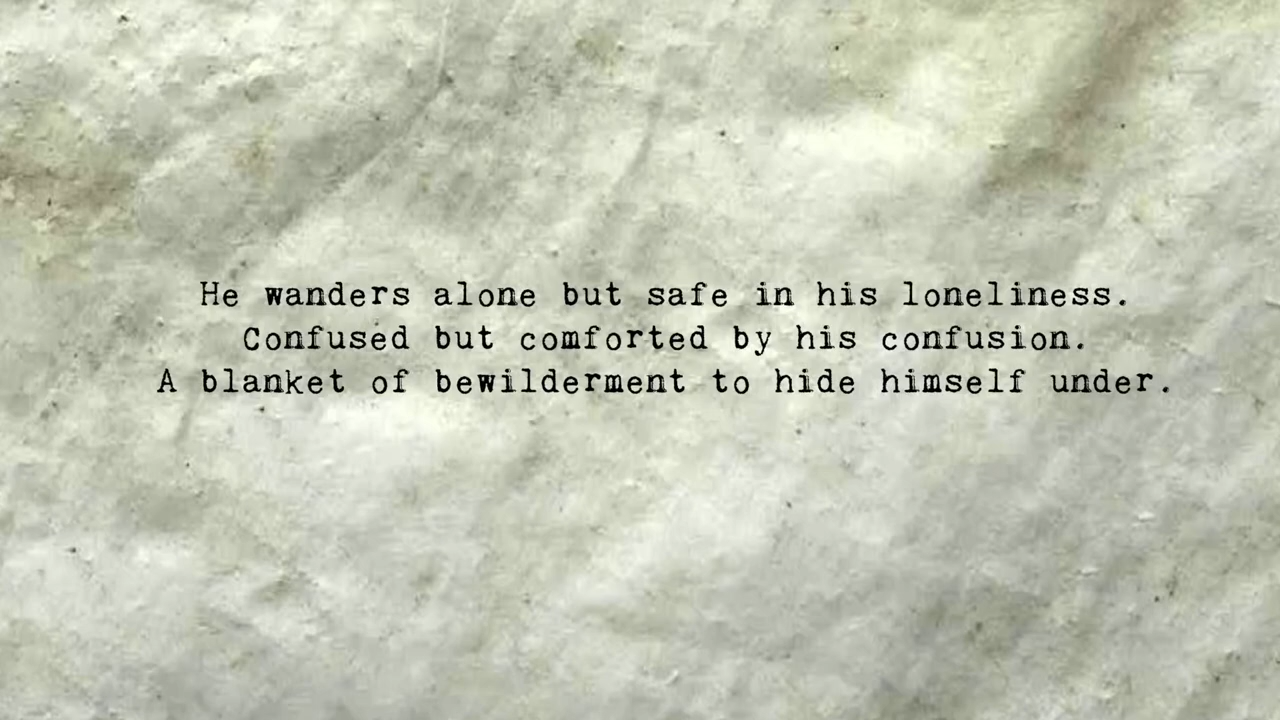 He wanders alone but safe in his loneliness.
Confused but comforted by his confusion.
A blanket of bewilderment to hide himself under.